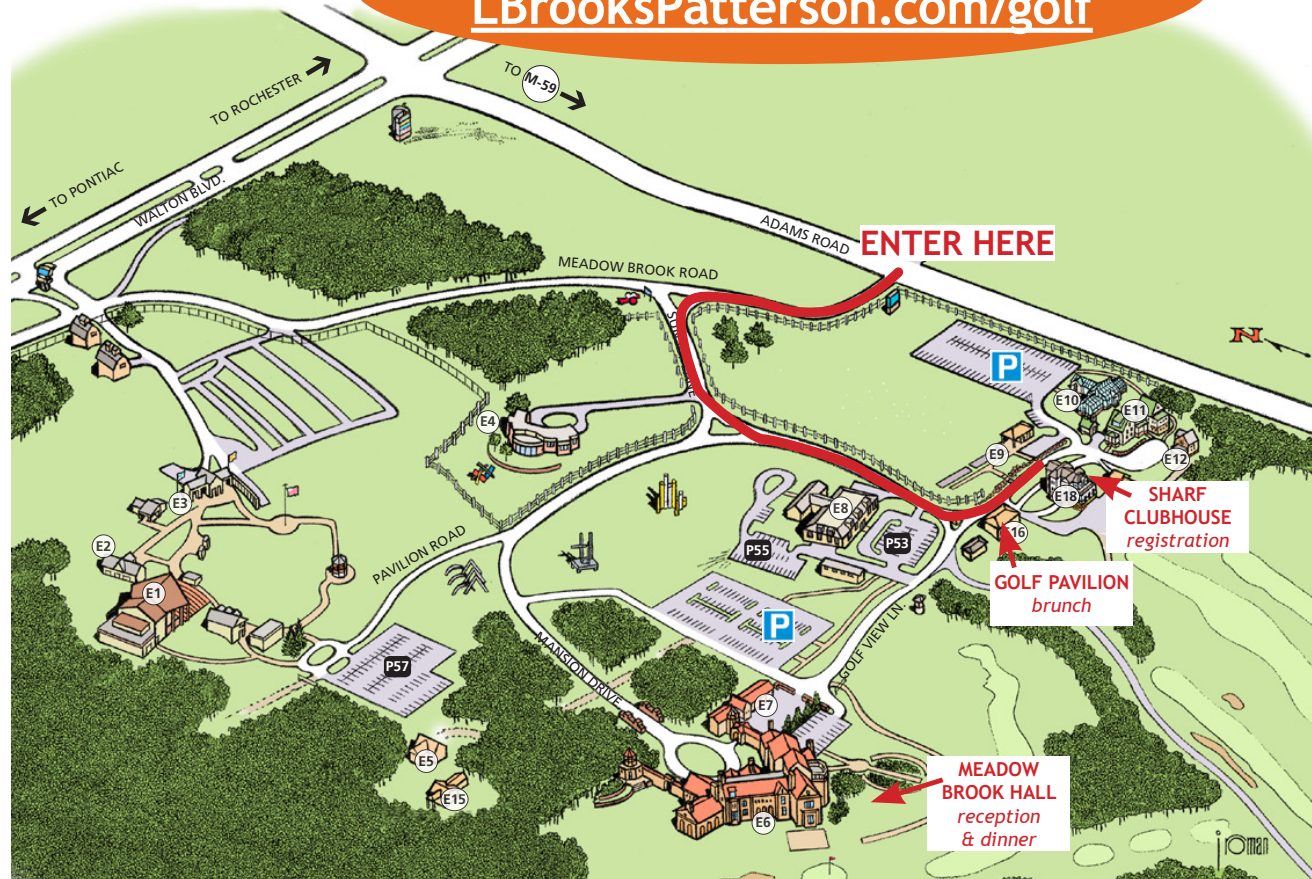 LBrooksPatterson.com/golf
TO M-59
TO ROCHESTER
TO PONTIAC
WALTON BLVD.
ADAMS ROAD
ENTER HERE
MEADOW BROOK ROAD
N
P
E10
E11
E4
E9
E12
E18
SHARF
CLUBHOUSE
registration
E3
E8
E16
P53
P55
E2
PAVILION ROAD
E1
GOLF PAVILION
brunch
P
GOLF VIEW LN.
MANSION DRIVE
P57
E7
E5
E15
E6
MEADOW
BROOK HALL
reception
& dinner
j roman